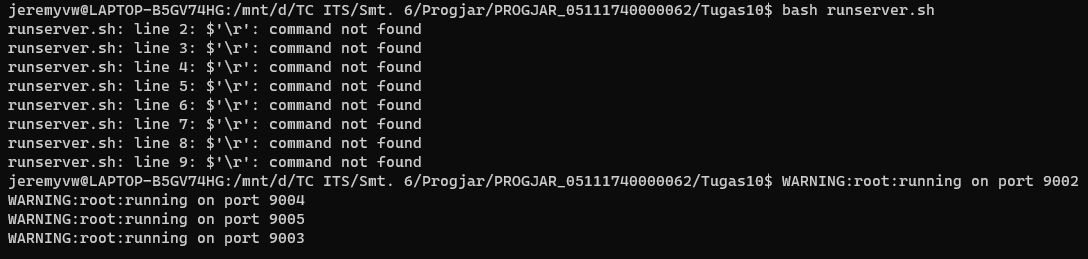 jeremyvw@LAPTOP-B5GV74HG:/mnt/d/TC ITS/Smt. 6/Progjar/PROGJAR_05111740000062/Tugas10$ bash runserver.sh
runserver.sh: line 2: $'\r': command not found
runserver.sh: line 3: $'\r': command not found
runserver.sh: line 4: $'\r': command not found
runserver.sh: line 5: $'\r': command not found
runserver.sh: line 6: $'\r': command not found
runserver.sh: line 7: $'\r': command not found
runserver.sh: line 8: $'\r': command not found
runserver.sh: line 9: $'\r': command not found
jeremyvw@LAPTOP-B5GV74HG:/mnt/d/TC ITS/Smt. 6/Progjar/PROGJAR_05111740000062/Tugas10$ WARNING:root:running on port 9002
WARNING:root:running on port 9004
WARNING:root:running on port 9005
WARNING:root:running on port 9003